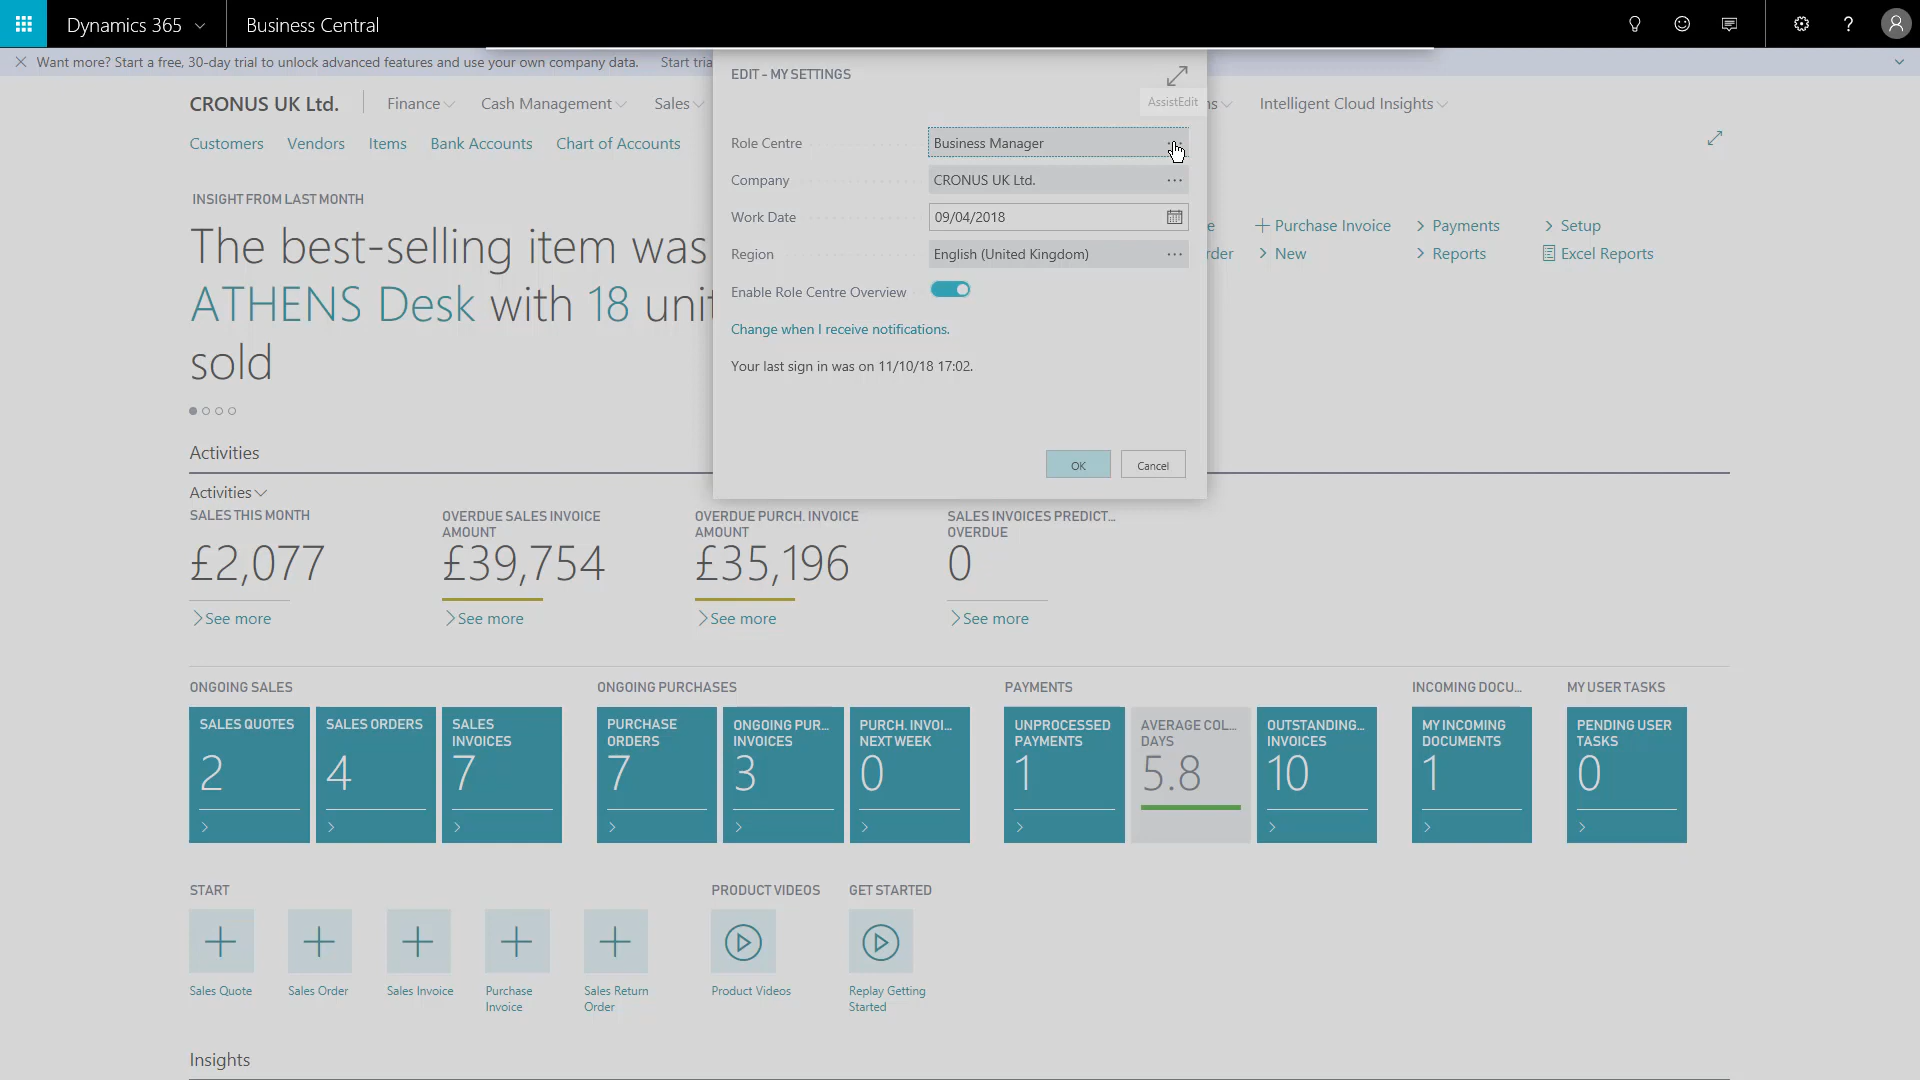 Dynamics 365
Business Central
?
Want more? Start a free, 30-day trial to unlock advanced features and use your own company data.
Start tria
CRONUS UK Ltd.
Finance
Cash Management
Sales
ns
Intelligent Cloud Insights
Customers
Vendors
Items
Bank Accounts
Chart of Accounts
INSIGHT FROM LAST MONTH
The best-selling item was
ATHENS Desk with 18 unit
sold
e
Purchase Invoice
Payments
Setup
rder
New
Reports
Excel Reports
EDIT - MY SETTINGS
AssistEdit
Role Centre
Business Manager
Company
CRONUS UK Ltd.
Work Date
09/04/2018
Region
English (United Kingdom)
Enable Role Centre Overview
Change when I receive notifications.
Your last sign in was on 11/10/18 17:02.
OK
Cancel
Activities
Activities
SALES THIS MONTH
£2,077
See more
OVERDUE SALES INVOICE
AMOUNT
£39,754
See more
OVERDUE PURCH. INVOICE
AMOUNT
£35,196
See more
SALES INVOICES PREDICT...
OVERDUE
0
See more
ONGOING SALES
SALES QUOTES
2
SALES ORDERS
4
SALES
INVOICES
7
ONGOING PURCHASES
PURCHASE
ORDERS
7
ONGOING PUR...
INVOICES
3
PURCH. INVOI...
NEXT WEEK
0
PAYMENTS
UNPROCESSED
PAYMENTS
1
AVERAGE COL...
DAYS
5.8
OUTSTANDING...
INVOICES
10
INCOMING DOCU...
MY INCOMING
DOCUMENTS
1
MY USER TASKS
PENDING USER
TASKS
0
START
Sales Quote
Sales Order
Sales Invoice
Purchase
Invoice
Sales Return
Order
PRODUCT VIDEOS
Product Videos
GET STARTED
Replay Getting
Started
Insights